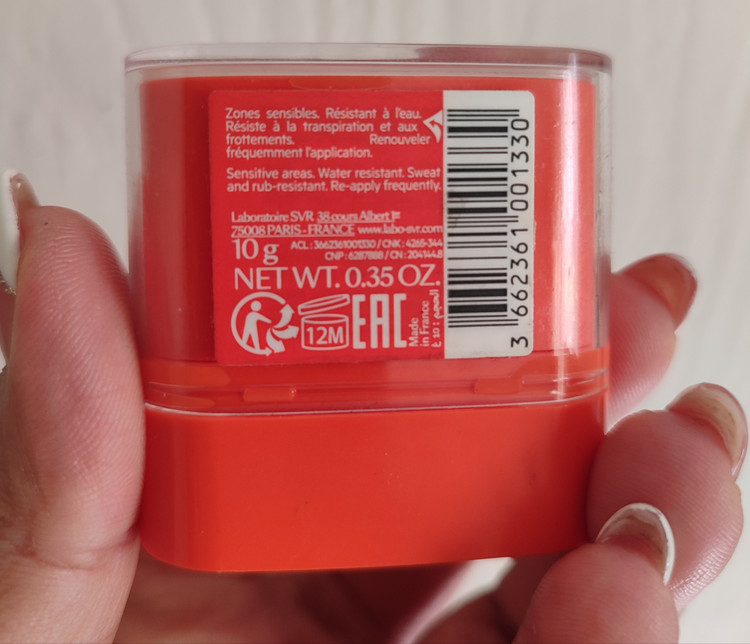 Zones sensibles. Résistant à l'eau.
Résiste à la transpiration et aux
frottements. Renouveler
fréquemment l'application.
Sensitive areas. Water resistant. Sweat
and rub-resistant. Re-apply frequently.
Laboratoire SVR 38 cours Albert 1er
75008 PARIS - FRANCE www.labo-svr.com
10 g
ACL : 3662361001330 / CNK : 4265-344
CNP : 6287888 / CN : 204144.8
NET WT. 0.35 OZ.
12M
EAC
Made
in France
3 662361 001330